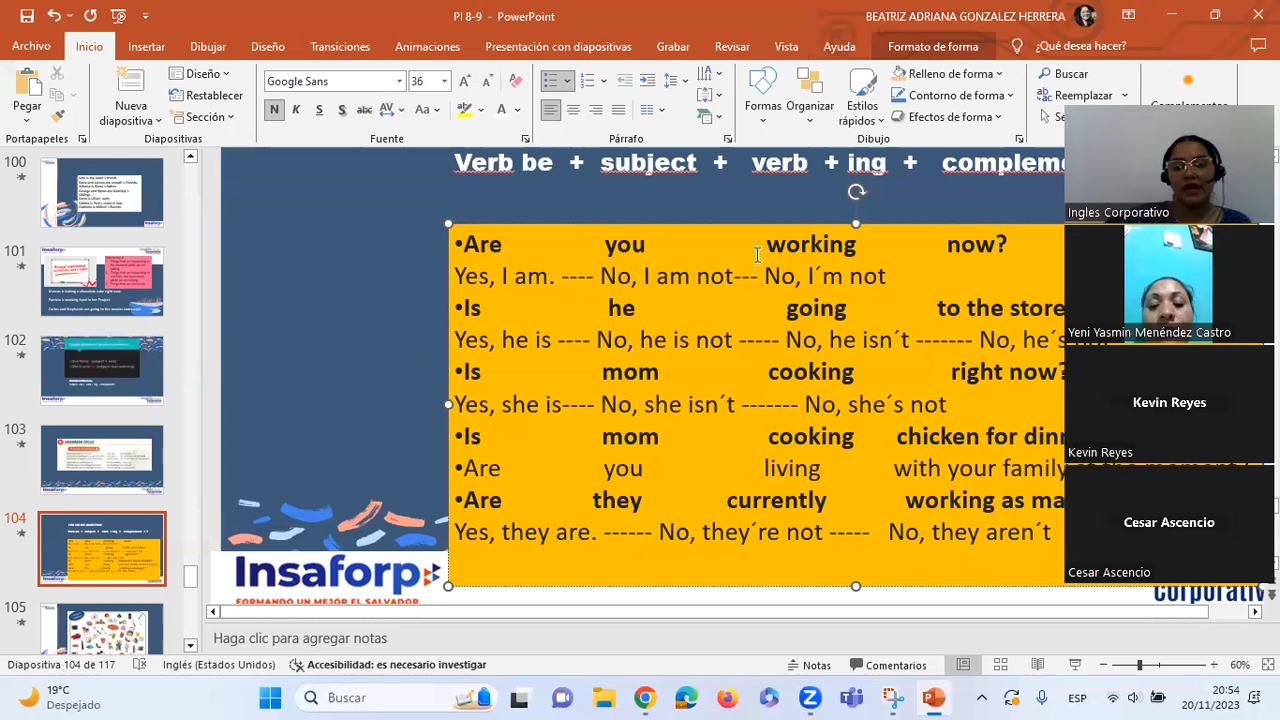 PI 8-9 - PowerPoint
BEATRIZ ADRIANA GONZALEZ HERRERA
Archivo Inicio Insertar Dibujar Diseño Transiciones Animaciones Presentación con diapositivas Grabar Revisar Vista Ayuda Formato de forma ¿Qué desea hacer?
Pegar
Nueva diapositiva
Diseño
Restablecer
Sección
Google Sans 36
N K S abc AV Aa
Formas Organizar Estilos rápidos
Relleno de forma
Contorno de forma
Efectos de forma
Buscar
Reemplazar
Portapapeles Diapositivas Fuente Párrafo Dibujo
100
101
102
103
104
105
Verb be + subject + verb + ing +
•Are you working now?
Yes, I am. ---- No, I am not--- No, I´m not
•Is he going to the store
Yes, he is ---- No, he is not ----- No, he isn´t ------- No, he´s
•Is mom cooking right now?
Yes, she is---- No, she isn´t ------- No, she´s not
•Is mom cooking chicken for
•Are you living with your family
•Are they currently working as
Yes, they are. ------ No, they´re not ----- No, they aren´t
Insaforp
FORMANDO UN MEJOR EL SALVADOR
corporativ
Ingles Corporativo
Yeni Yasmin Menéndez Castro
Kevin Reyes
Kevin Reyes
Cesar Ascencio
Cesar Ascencio
Haga clic para agregar notas
Diapositiva 104 de 117 Inglés (Estados Unidos) Accesibilidad: es necesario investigar Notas Comentarios 60%
19°C
Despejado
Buscar
ESP
20:54
20/11/2023